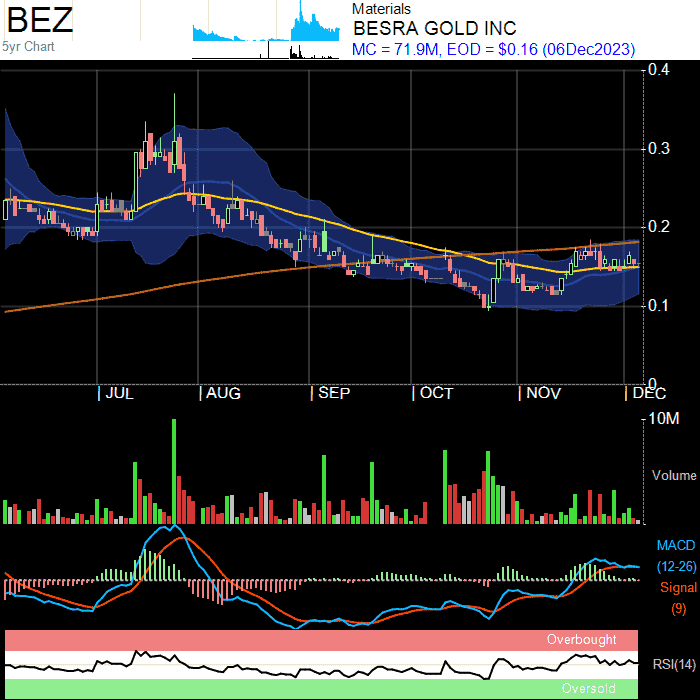 BEZ
5yr Chart
Materials
BESRA GOLD INC
MC = 71.9M, EOD = $0.16 (06Dec2023)
0.4
0.3
0.2
0.1
0
| JUL | AUG | SEP | OCT | NOV | DEC
10M
Volume
MACD
(12-26)
Signal
(9)
Overbought
RSI(14)
Oversold